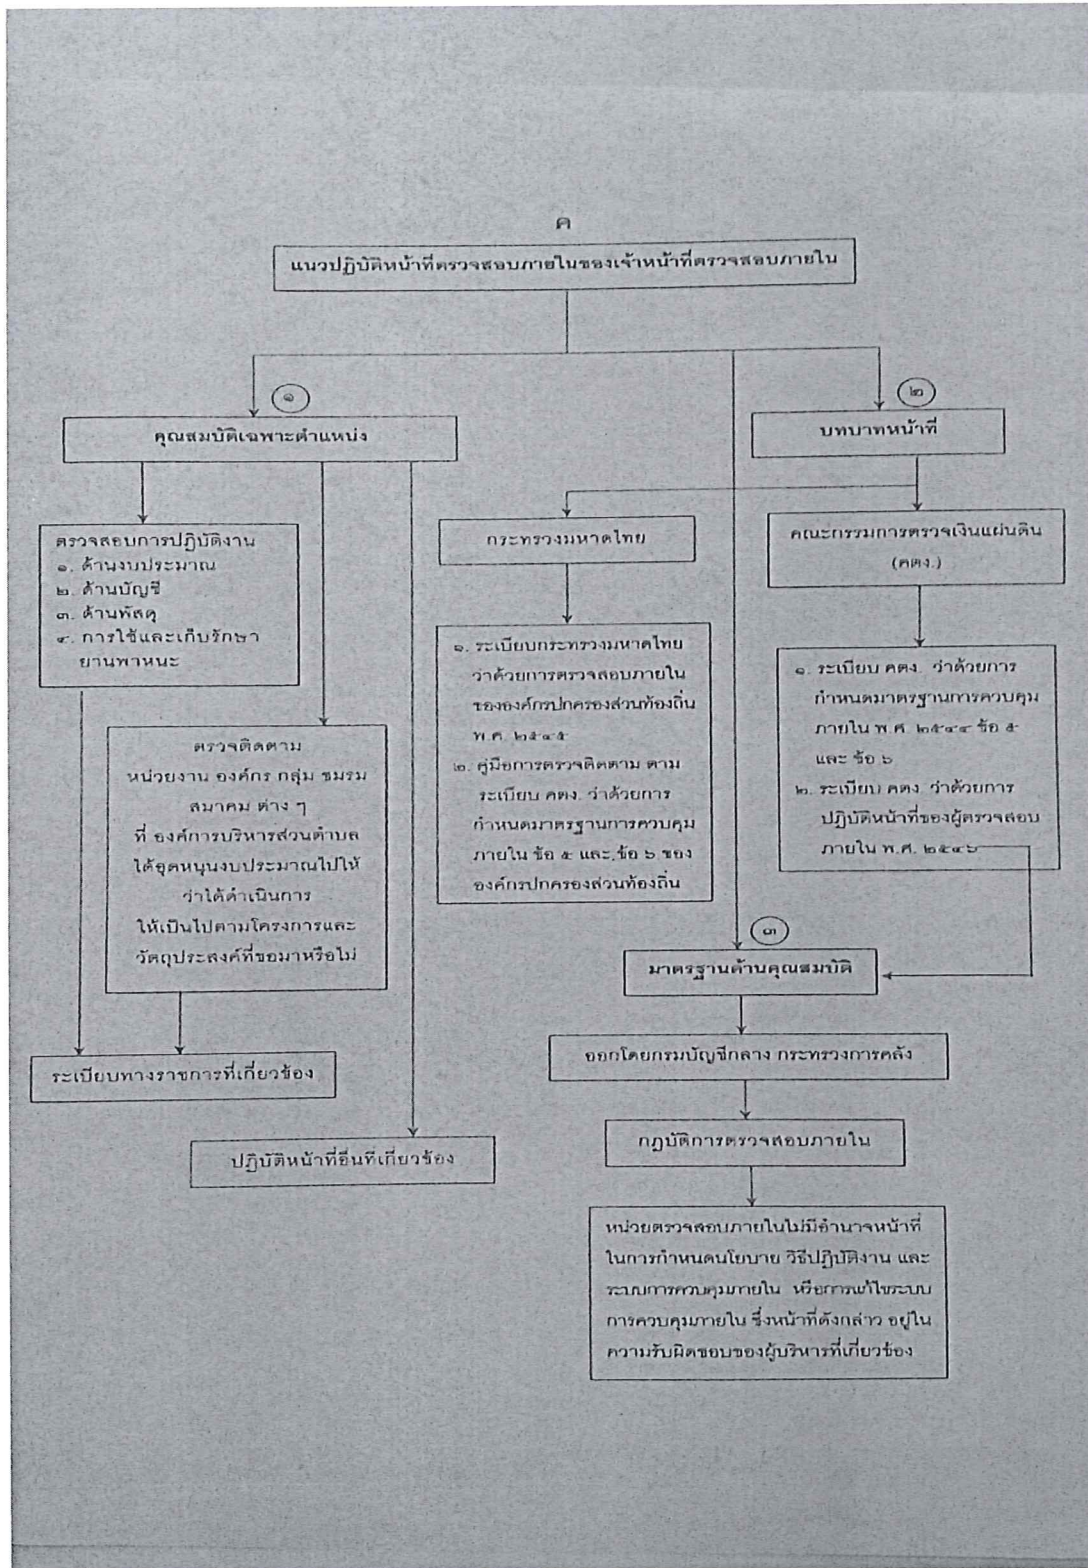 ค
แนวปฏิบัติหน้าที่ตรวจสอบภายในของเจ้าหน้าที่ตรวจสอบภายใน
๑
คุณสมบัติเฉพาะตำแหน่ง
ตรวจสอบการปฏิบัติงาน
๑. ด้านงบประมาณ
๒. ด้านบัญชี
๓. ด้านพัสดุ
๔. การใช้และเก็บรักษา
ยานพาหนะ
ตรวจติดตาม
หน่วยงาน องค์กร กลุ่ม ชมรม
สมาคม ต่าง ๆ
ที่ องค์การบริหารส่วนตำบล
ได้อุดหนุนงบประมาณไปให้
ว่าได้ดำเนินการ
ให้เป็นไปตามโครงการและ
วัตถุประสงค์ที่ขอมาหรือไม่
ระเบียบทางราชการที่เกี่ยวข้อง
ปฏิบัติหน้าที่อื่นที่เกี่ยวข้อง
๒
บทบาทหน้าที่
กระทรวงมหาดไทย
๑. ระเบียบกระทรวงมหาดไทย
ว่าด้วยการตรวจสอบภายใน
ขององค์กรปกครองส่วนท้องถิ่น
พ.ศ. ๒๕๔๕
๒. คู่มือการตรวจติดตาม ตาม
ระเบียบ คตง. ว่าด้วยการ
กำหนดมาตรฐานการควบคุม
ภายใน ข้อ ๕ และ ข้อ ๖ ของ
องค์กรปกครองส่วนท้องถิ่น
คณะกรรมการตรวจเงินแผ่นดิน
(คตง.)
๑. ระเบียบ คตง. ว่าด้วยการ
กำหนดมาตรฐานการควบคุม
ภายใน พ.ศ. ๒๕๔๔ ข้อ ๕
และ ข้อ ๖
๒. ระเบียบ คตง. ว่าด้วยการ
ปฏิบัติหน้าที่ของผู้ตรวจสอบ
ภายใน พ.ศ. ๒๕๔๖
๓
มาตรฐานด้านคุณสมบัติ
ออกโดยกรมบัญชีกลาง กระทรวงการคลัง
กฎบัติการตรวจสอบภายใน
หน่วยตรวจสอบภายในไม่มีอำนาจหน้าที่
ในการกำหนดนโยบาย วิธีปฏิบัติงาน และ
ระบบการควบคุมภายใน หรือการแก้ไขระบบ
การควบคุมภายใน ซึ่งหน้าที่ดังกล่าว อยู่ใน
ความรับผิดชอบของผู้บริหารที่เกี่ยวข้อง